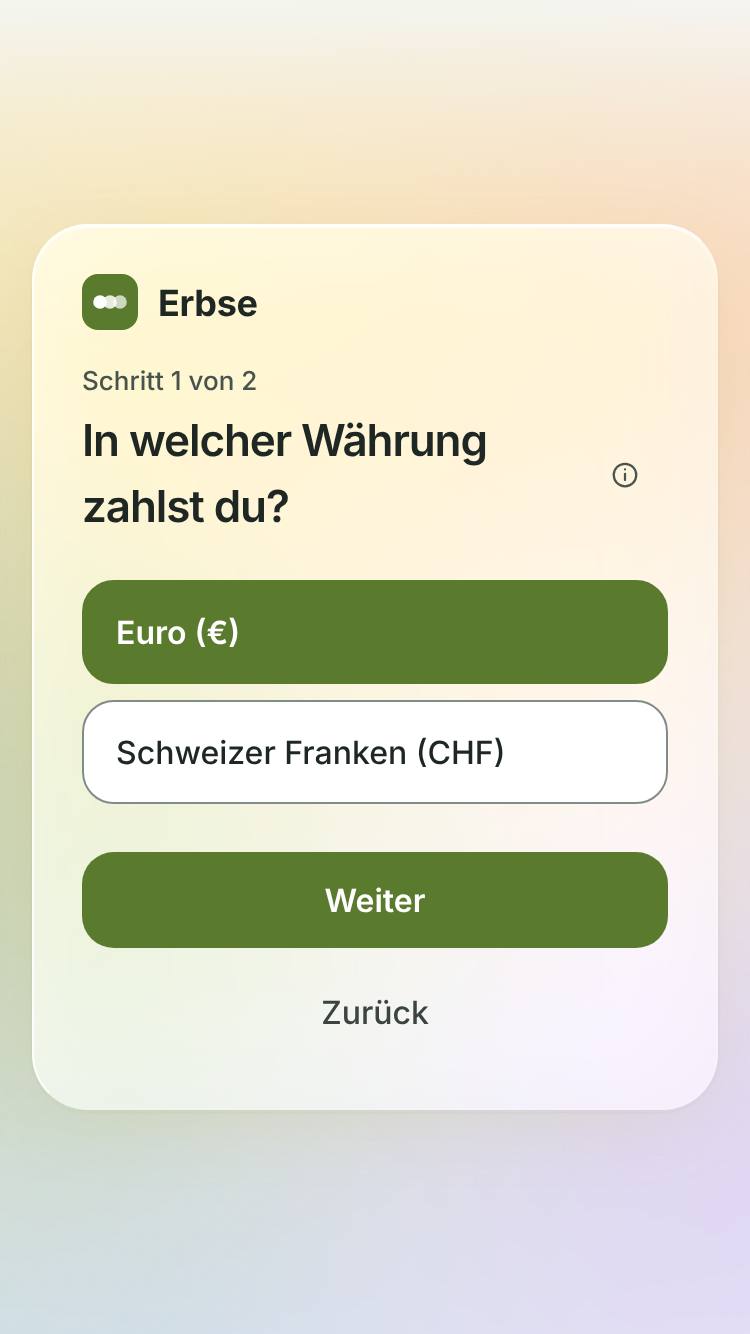 Erbse
Schritt 1 von 2
In welcher Währung
zahlst du?
Euro (€)
Schweizer Franken (CHF)
Weiter
Zurück